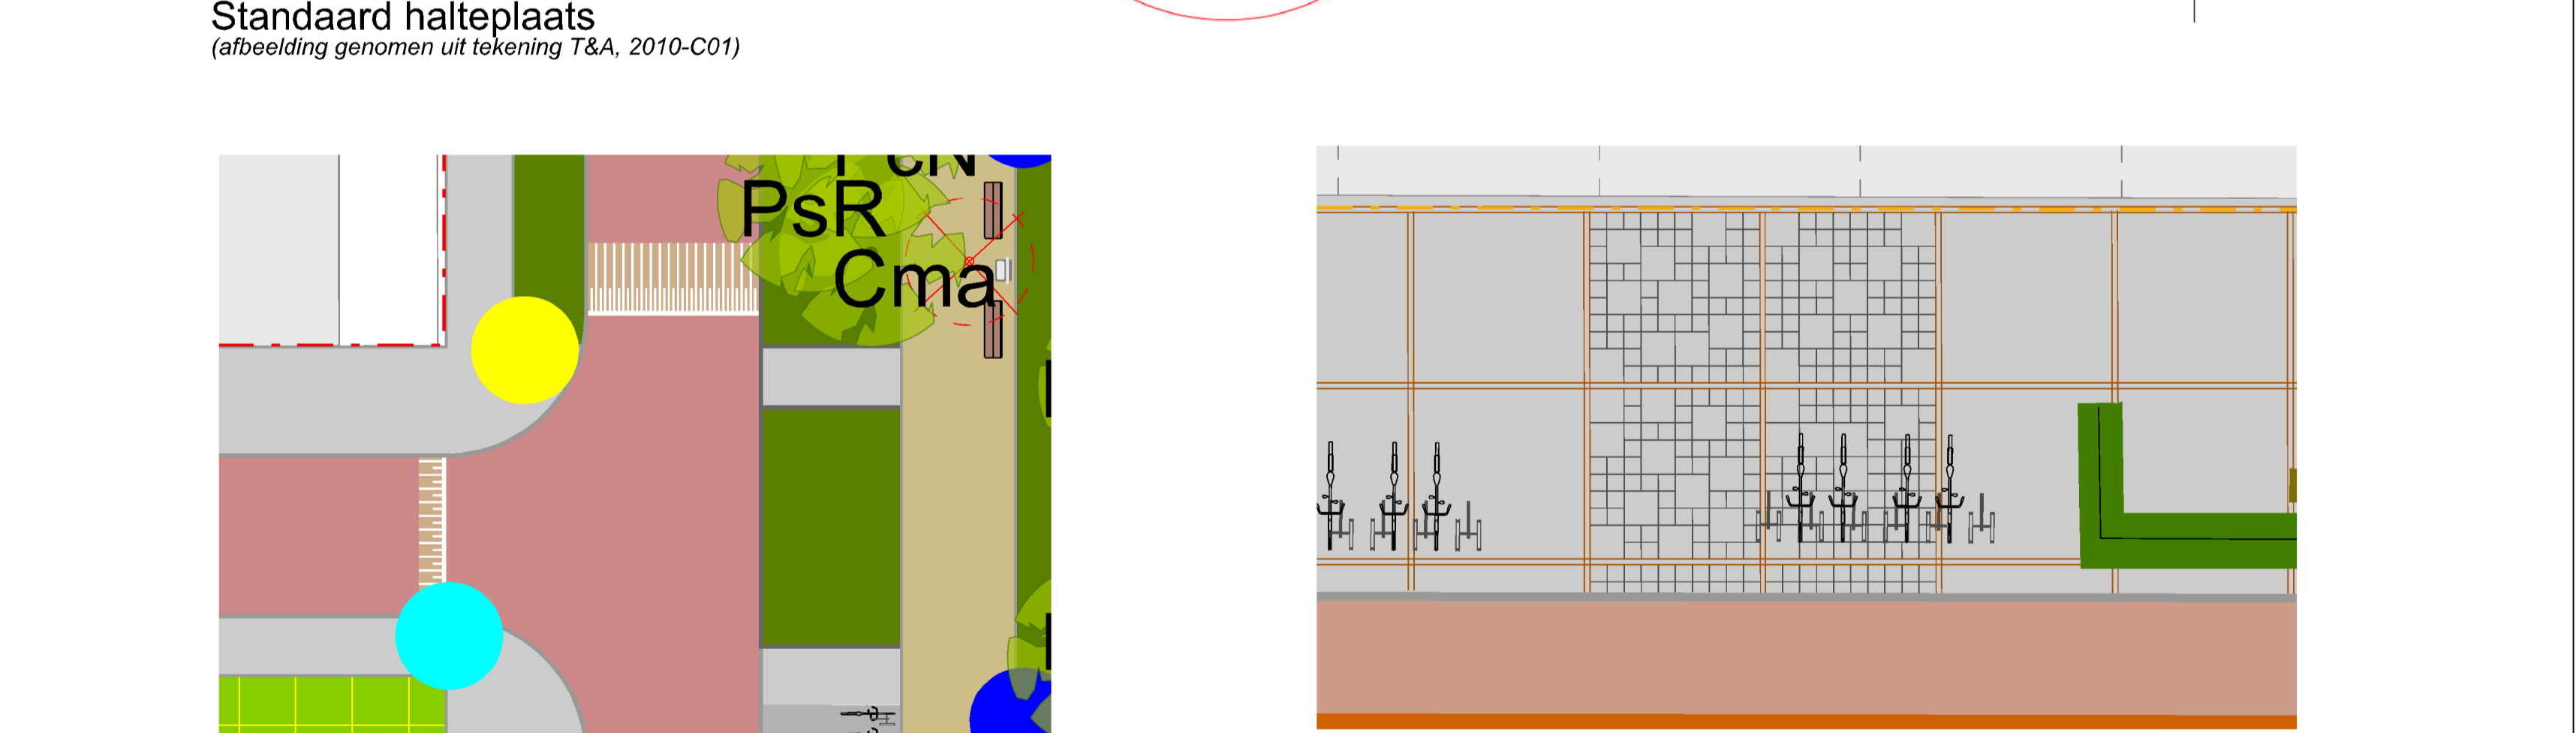 Standaard halteplaats
(afbeelding genomen uit tekening T&A, 2010-C01)
PsR
Cma